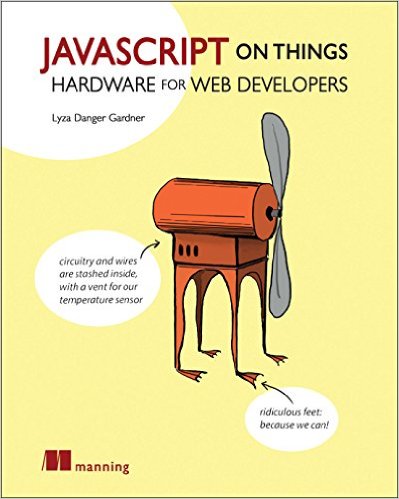 JAVASCRIPT ON THINGS
HARDWARE FOR WEB DEVELOPERS
Lyza Danger Gardner
circuitry and wires
are stashed inside,
with a vent for our
temperature sensor
ridiculous feet:
because we can!
manning